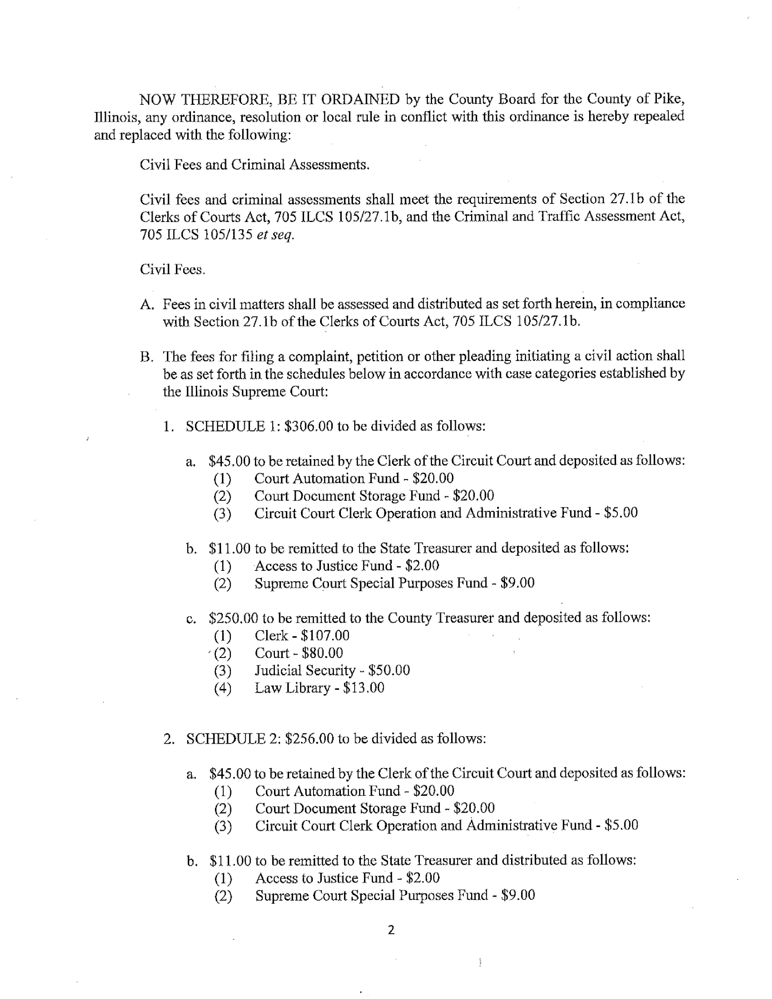 NOW THEREFORE, BE IT ORDAINED by the County Board for the County of Pike,
Illinois, any ordinance, resolution or local rule in conflict with this ordinance is hereby repealed
and replaced with the following:
Civil Fees and Criminal Assessments.
Civil fees and criminal assessments shall meet the requirements of Section 27.1b of the
Clerks of Courts Act, 705 ILCS 105/27.1b, and the Criminal and Traffic Assessment Act,
705 ILCS 105/135 et seq.
Civil Fees.
A. Fees in civil matters shall be assessed and distributed as set forth herein, in compliance
with Section 27.1b of the Clerks of Courts Act, 705 ILCS 105/27.1b.
B. The fees for filing a complaint, petition or other pleading initiating a civil action shall
be as set forth in the schedules below in accordance with case categories established by
the Illinois Supreme Court:
1. SCHEDULE 1: $306.00 to be divided as follows:
a. $45.00 to be retained by the Clerk of the Circuit Court and deposited as follows:
(1) Court Automation Fund - $20.00
(2) Court Document Storage Fund - $20.00
(3) Circuit Court Clerk Operation and Administrative Fund - $5.00
b. $11.00 to be remitted to the State Treasurer and deposited as follows:
(1) Access to Justice Fund - $2.00
(2) Supreme Court Special Purposes Fund - $9.00
c. $250.00 to be remitted to the County Treasurer and deposited as follows:
(1) Clerk - $107.00
(2) Court - $80.00
(3) Judicial Security - $50.00
(4) Law Library - $13.00
2. SCHEDULE 2: $256.00 to be divided as follows:
a. $45.00 to be retained by the Clerk of the Circuit Court and deposited as follows:
(1) Court Automation Fund - $20.00
(2) Court Document Storage Fund - $20.00
(3) Circuit Court Clerk Operation and Administrative Fund - $5.00
b. $11.00 to be remitted to the State Treasurer and distributed as follows:
(1) Access to Justice Fund - $2.00
(2) Supreme Court Special Purposes Fund - $9.00
2